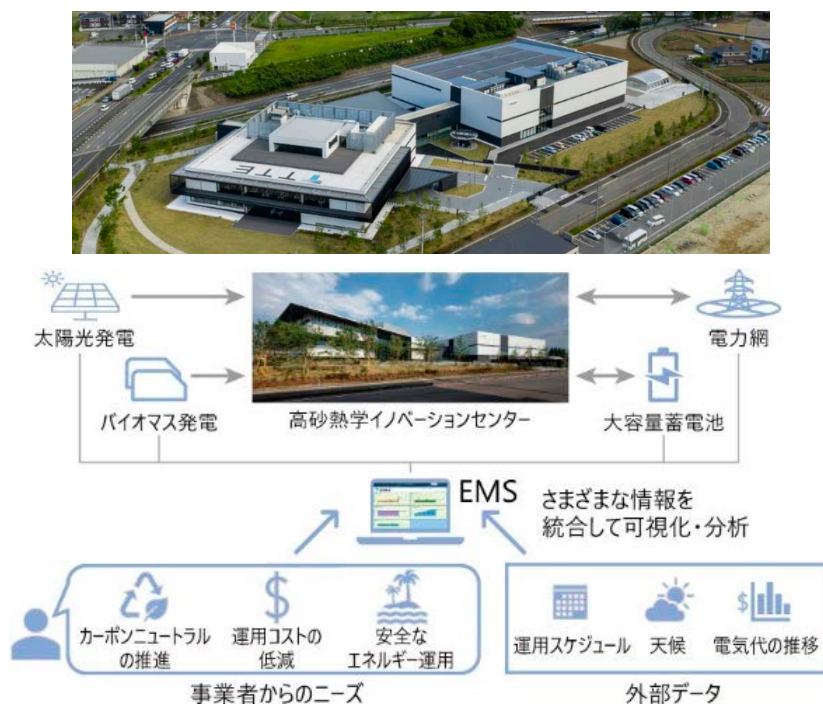 TTE
太陽光発電
電力網
バイオマス発電
高砂熱学イノベーションセンター
大容量蓄電池
EMS
さまざまな情報を
統合して可視化・分析
カーボンニュートラル
の推進
運用コストの
低減
安全な
エネルギー運用
運用スケジュール
天候
電気代の推移
事業者からのニーズ
外部データ